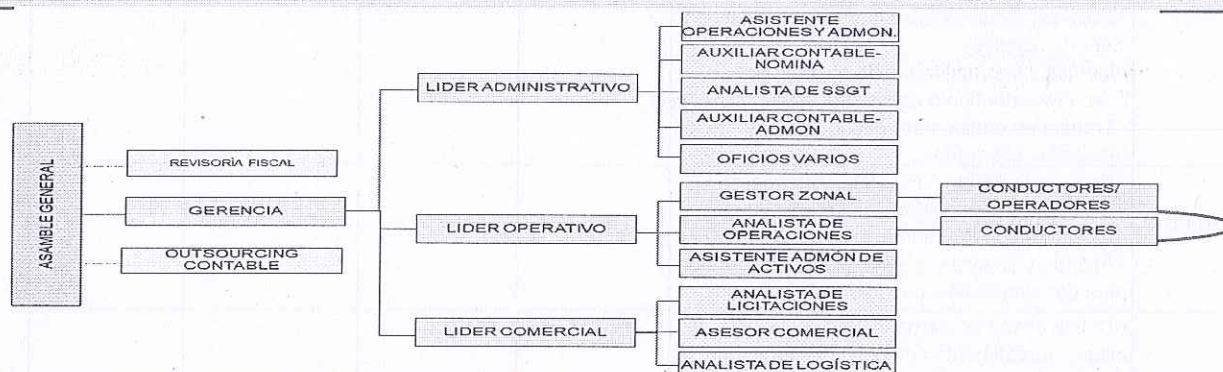 ASAMBLE GENERAL
REVISORÍA FISCAL
GERENCIA
OUTSOURCING
CONTABLE
LIDER ADMINISTRATIVO
ASISTENTE
OPERACIONES Y ADMON.
AUXILIAR CONTABLE-
NOMINA
ANALISTA DE SSGT
AUXILIAR CONTABLE-
ADMON
OFICIOS VARIOS
LIDER OPERATIVO
GESTOR ZONAL
CONDUCTORES/
OPERADORES
ANALISTA DE
OPERACIONES
CONDUCTORES
ASISTENTE ADMÓN DE
ACTIVOS
LIDER COMERCIAL
ANALISTA DE
LICITACIONES
ASESOR COMERCIAL
ANALISTA DE LOGÍSTICA